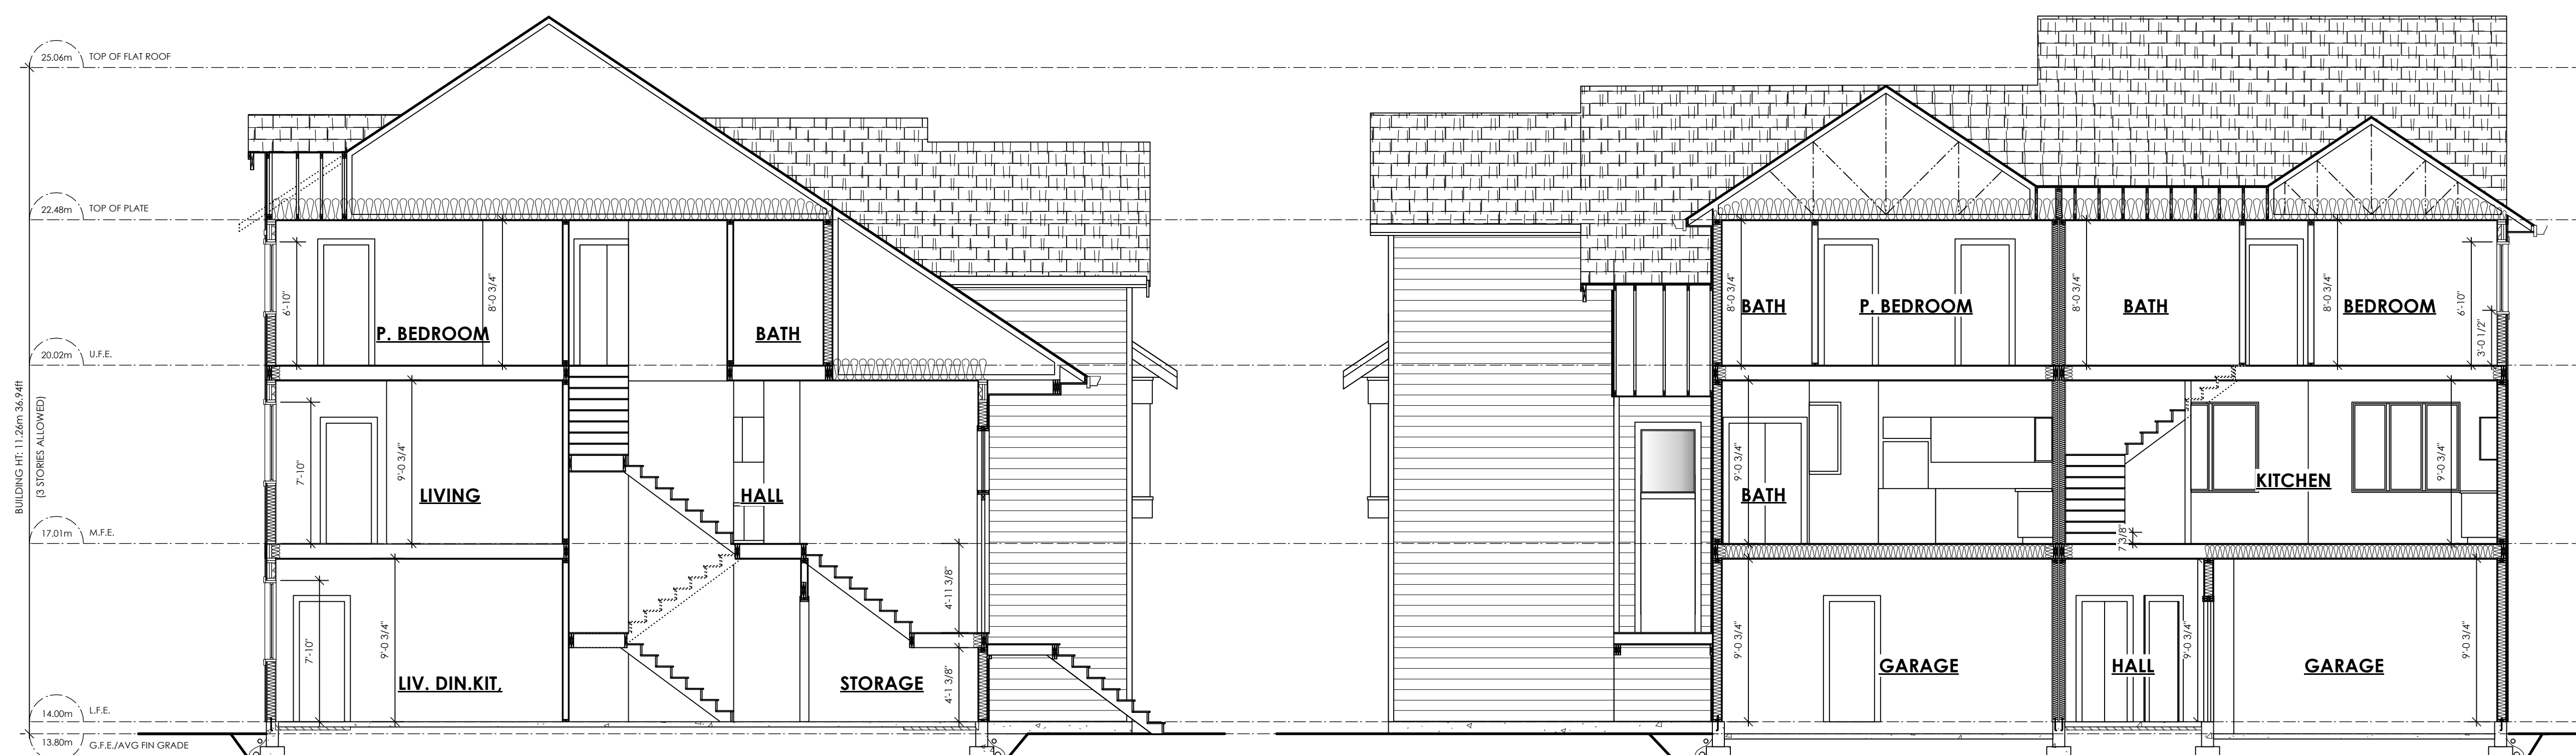 25.06m TOP OF FLAT ROOF
22.48m TOP OF PLATE
20.02m U.F.E.
17.01m M.F.E.
14.00m L.F.E.
13.80m G.F.E./AVG FIN GRADE
BUILDING HT: 11.26m 36.94ft
(3 STORIES ALLOWED)
6'-10"
P. BEDROOM
8'-0 3/4"
BATH
7'-10"
9'-0 3/4"
LIVING
HALL
7'-10"
9'-0 3/4"
LIV. DIN.KIT,
STORAGE
4'-11 3/8"
4'-1 3/8"
8'-0 3/4"
BATH
P. BEDROOM
8'-0 3/4"
BATH
8'-0 3/4"
BEDROOM
6'-10"
3'-0 1/2"
9'-0 3/4"
BATH
7 3/8"
KITCHEN
9'-0 3/4"
9'-0 3/4"
GARAGE
HALL
9'-0 3/4"
GARAGE
9'-0 3/4"